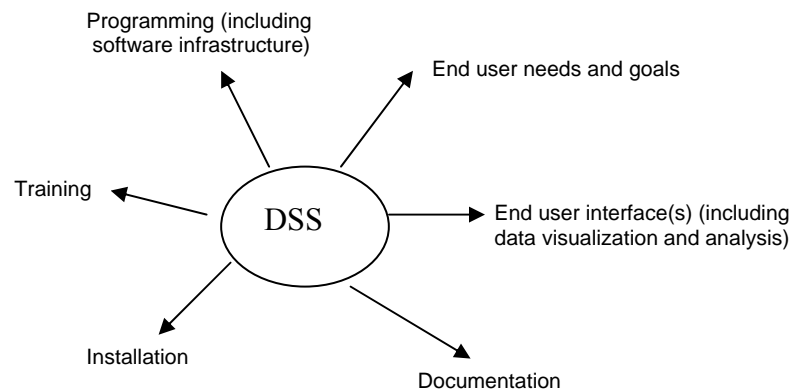 Programming (including
software infrastructure)
End user needs and goals
Training
DSS
End user interface(s) (including
data visualization and analysis)
Installation
Documentation